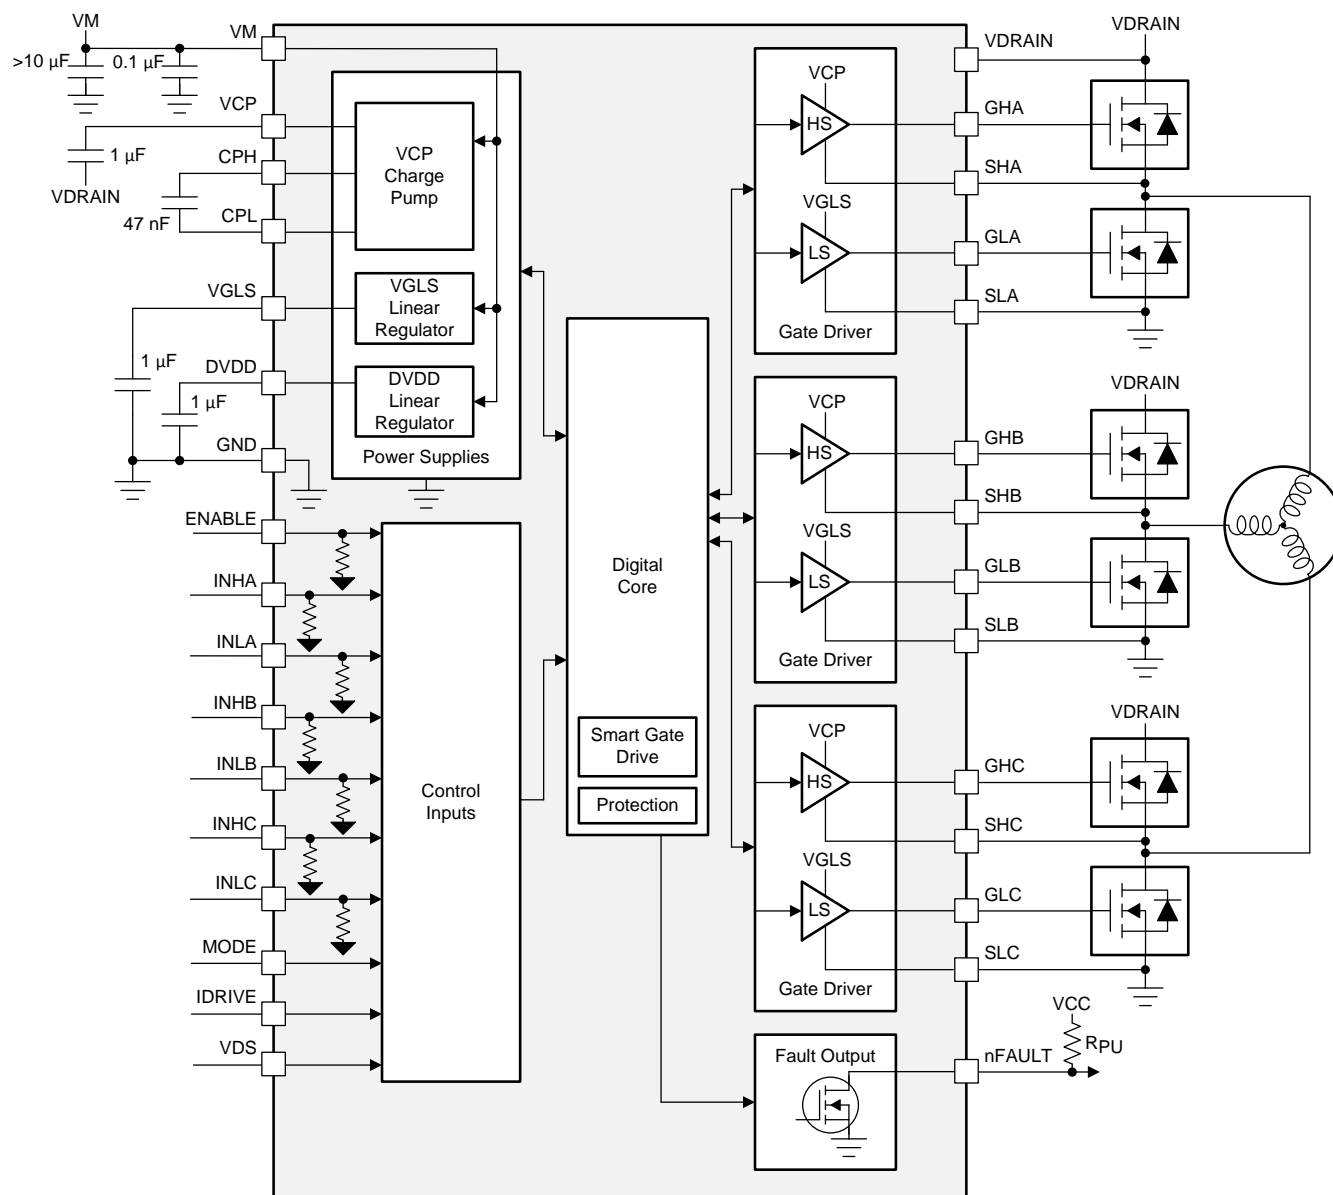 VM
>10 µF
0.1 µF
VM
VCP
1 µF
VDRAIN
CPH
47 nF
CPL
VGLS
1 µF
DVDD
1 µF
GND
VCP
Charge
Pump
VGLS
Linear
Regulator
DVDD
Linear
Regulator
Power Supplies
ENABLE
INHA
INLA
INHB
INLB
INHC
INLC
MODE
IDRIVE
VDS
Control
Inputs
Digital
Core
Smart Gate
Drive
Protection
VCP
HS
VGLS
LS
Gate Driver
VCP
HS
VGLS
LS
Gate Driver
VCP
HS
VGLS
LS
Gate Driver
Fault Output
VDRAIN
VDRAIN
GHA
SHA
GLA
SLA
VDRAIN
GHB
SHB
GLB
SLB
VDRAIN
GHC
SHC
GLC
SLC
VCC
RPU
nFAULT